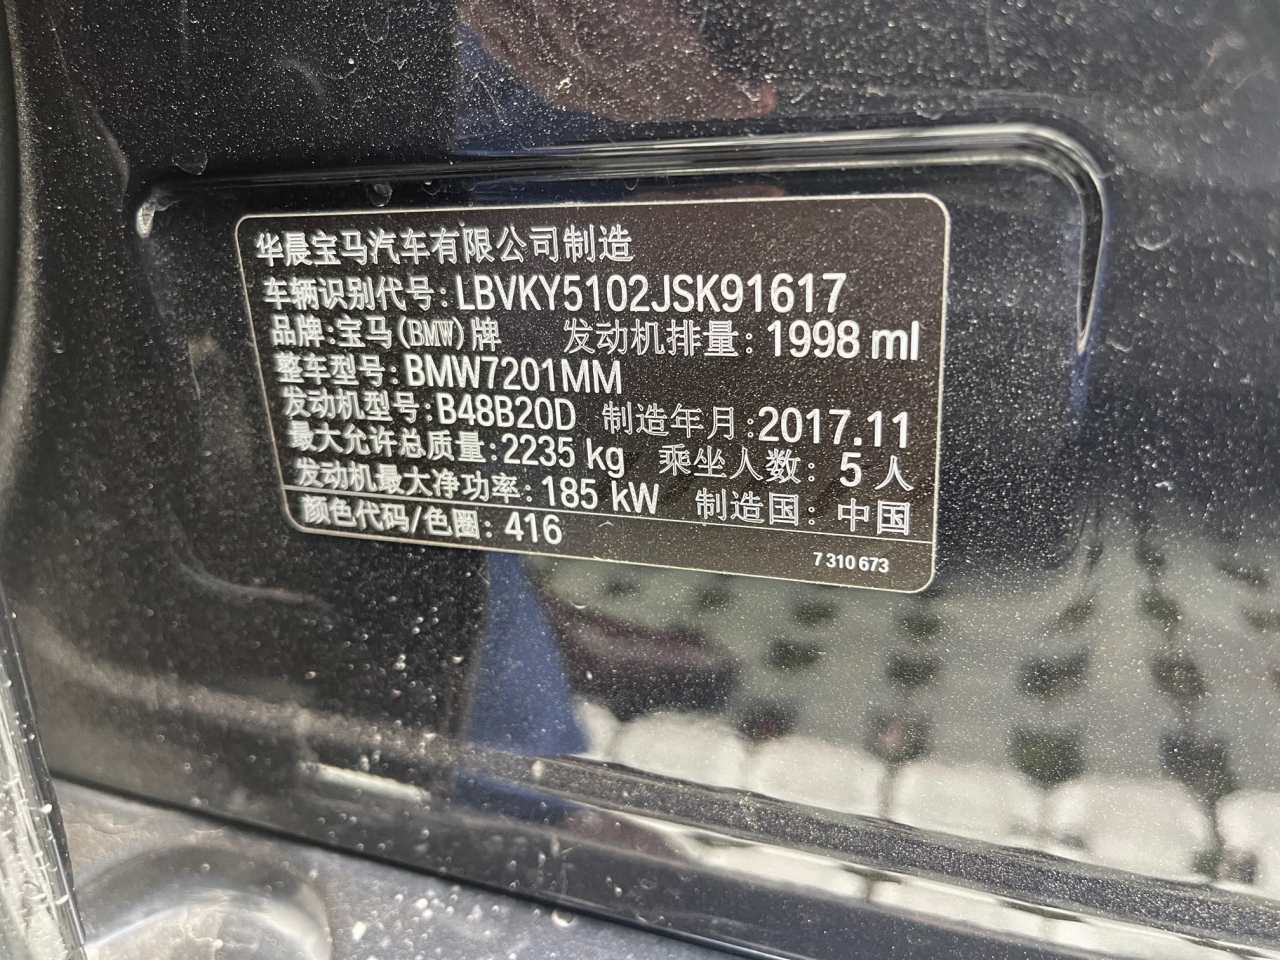 华晨宝马汽车有限公司制造
车辆识别代号:LBVKY5102JSK91617
品牌:宝马(BMW)牌 发动机排量:1998 ml
整车型号:BMW7201MM
发动机型号:B48B20D 制造年月:2017.11
最大允许总质量:2235 kg 乘坐人数:5人
发动机最大净功率:185 kW 制造国:中国
颜色代码/色圈:416
7 310 673